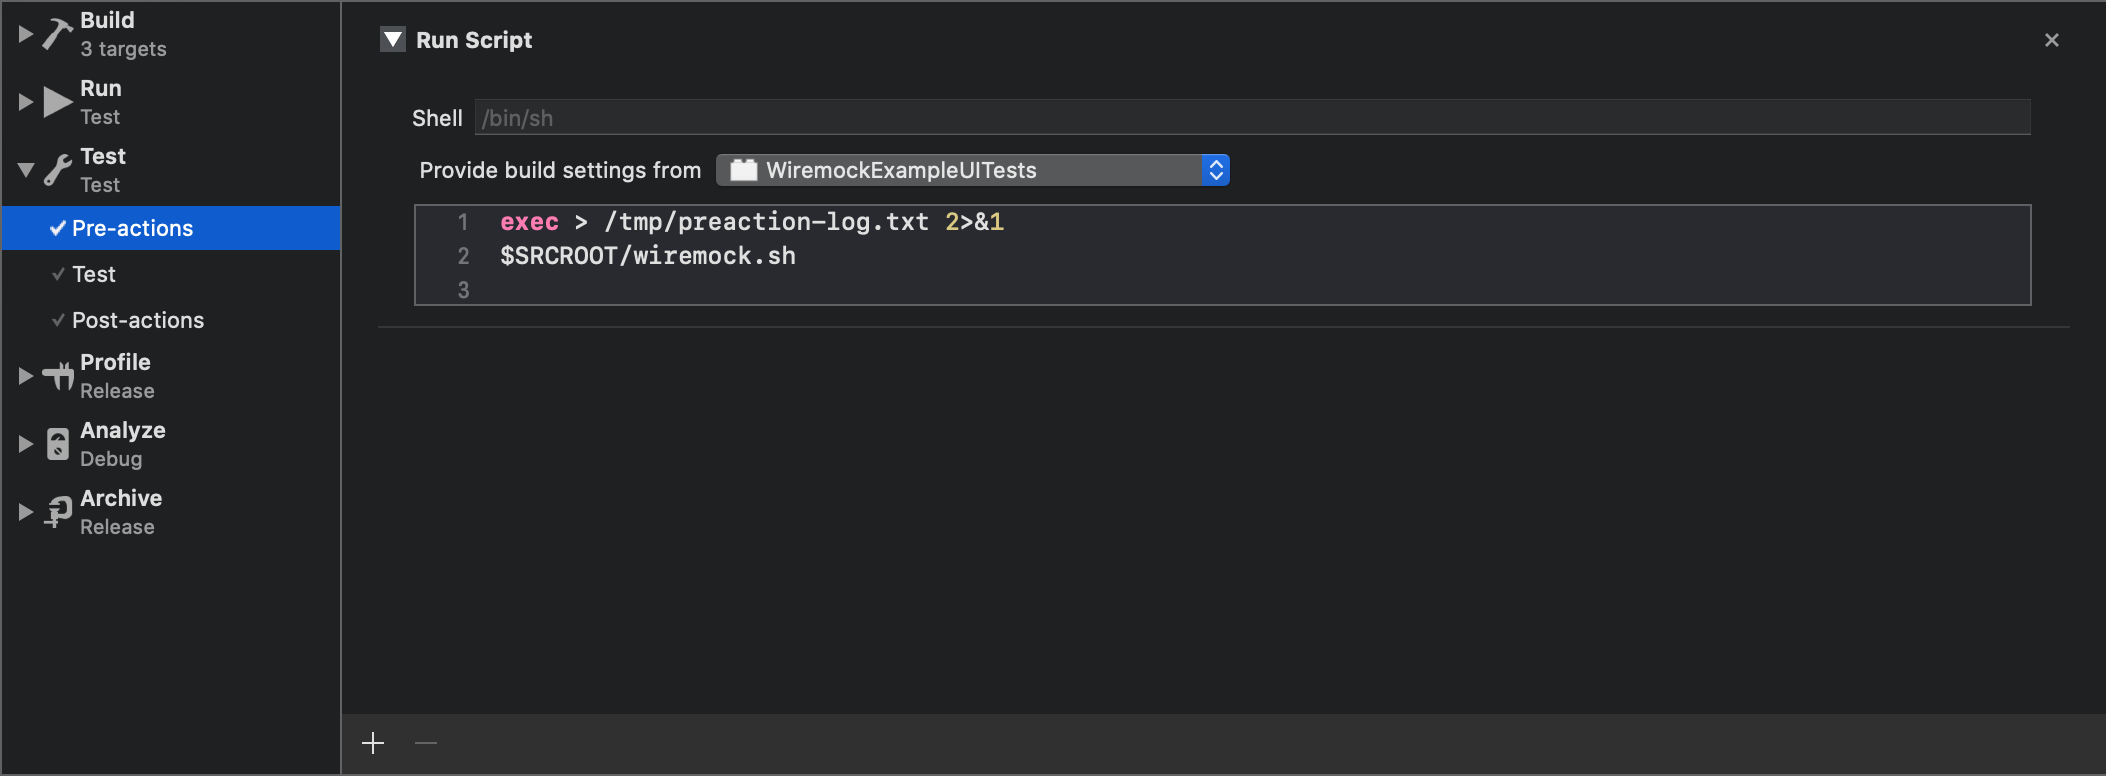 Build
3 targets
Run
Test
Test
Test
Pre-actions
Test
Post-actions
Profile
Release
Analyze
Debug
Archive
Release
Run Script
Shell /bin/sh
Provide build settings from WiremockExampleUITests
1 exec > /tmp/preaction-log.txt 2>&1
2 $SRCROOT/wiremock.sh
3